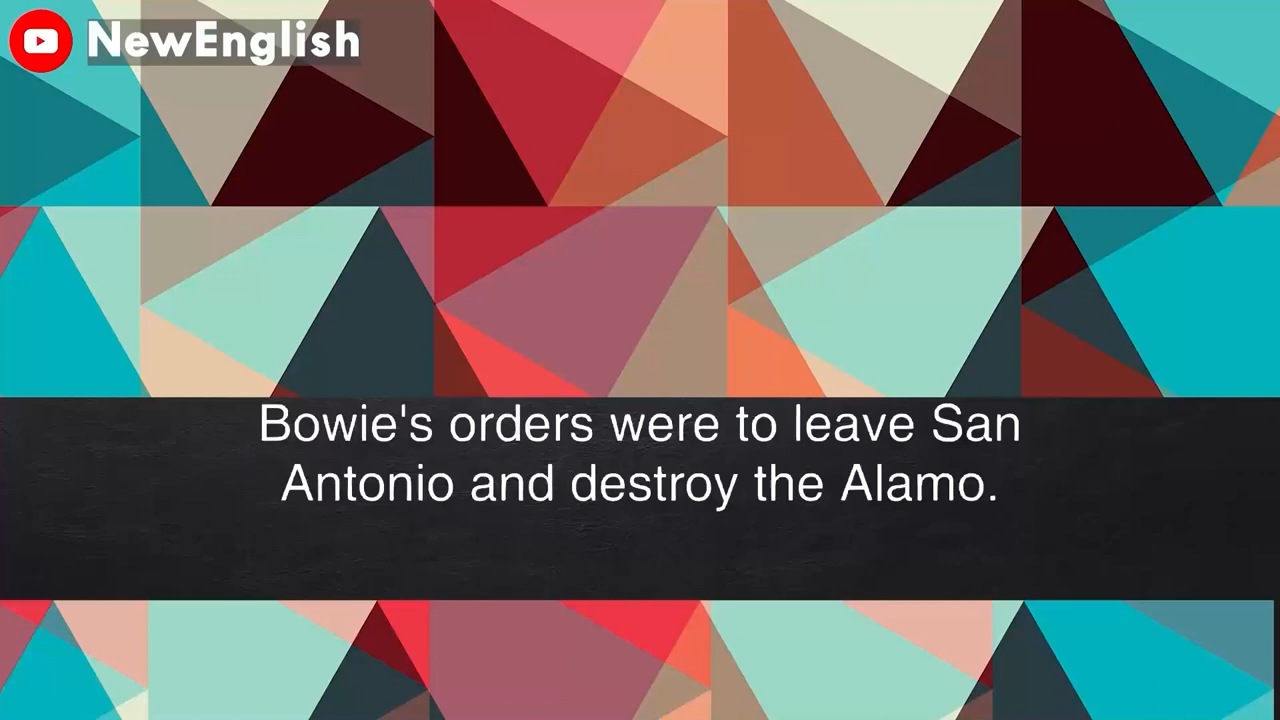 NewEnglish
Bowie's orders were to leave San
Antonio and destroy the Alamo.